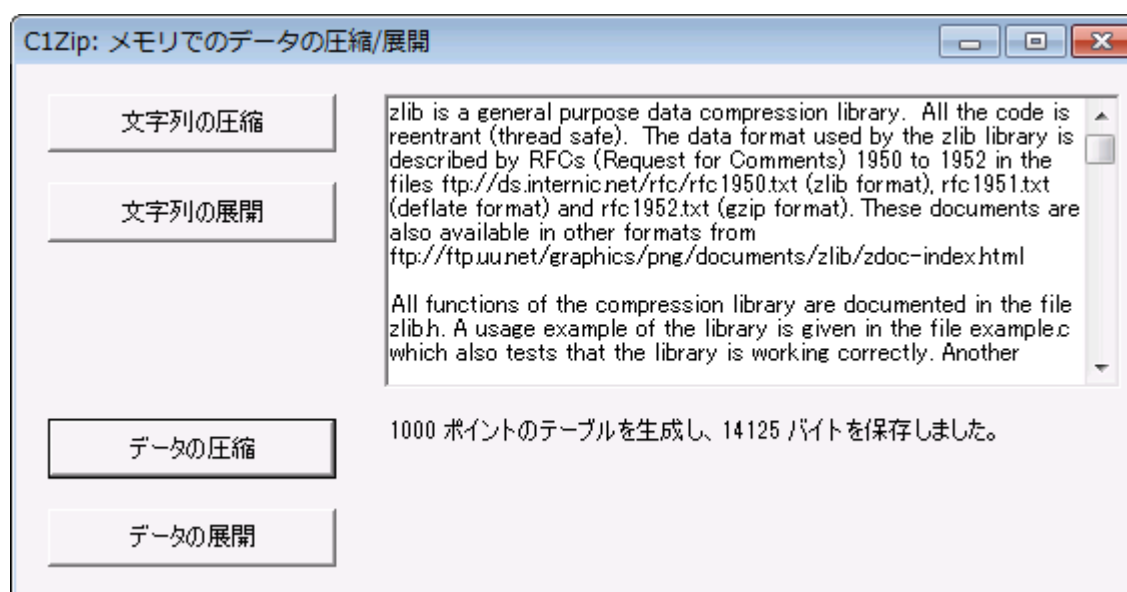 C1Zip: メモリでのデータの圧縮/展開
文字列の圧縮
文字列の展開
zlib is a general purpose data compression library.  All the code is
reentrant (thread safe).  The data format used by the zlib library is
described by RFCs (Request for Comments) 1950 to 1952 in the
files ftp://ds.internic.net/rfc/rfc1950.txt (zlib format), rfc1951.txt
(deflate format) and rfc1952.txt (gzip format). These documents are
also available in other formats from
ftp://ftp.uu.net/graphics/png/documents/zlib/zdoc-index.html
All functions of the compression library are documented in the file
zlib.h. A usage example of the library is given in the file example.c
which also tests that the library is working correctly. Another
データの圧縮
1000 ポイントのテーブルを生成し、14125 バイトを保存しました。
データの展開